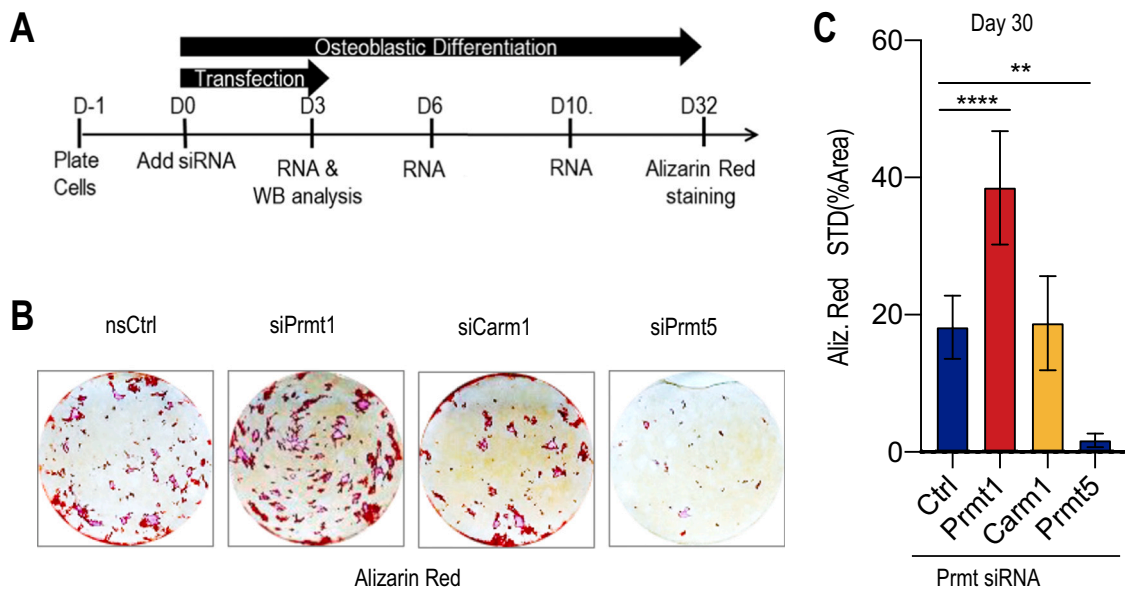 A
Osteoblastic Differentiation
Transfection
D-1 D0 D3 D6 D10. D32
Plate
Cells
Add siRNA
RNA &
WB analysis
RNA
RNA
Alizarin Red
staining
B
nsCtrl siPrmt1 siCarm1 siPrmt5
Alizarin Red
C
Day 30
Aliz. Red STD(%Area)
60
40
20
0
**
****
Ctrl
Prmt1
Carm1
Prmt5
Prmt siRNA